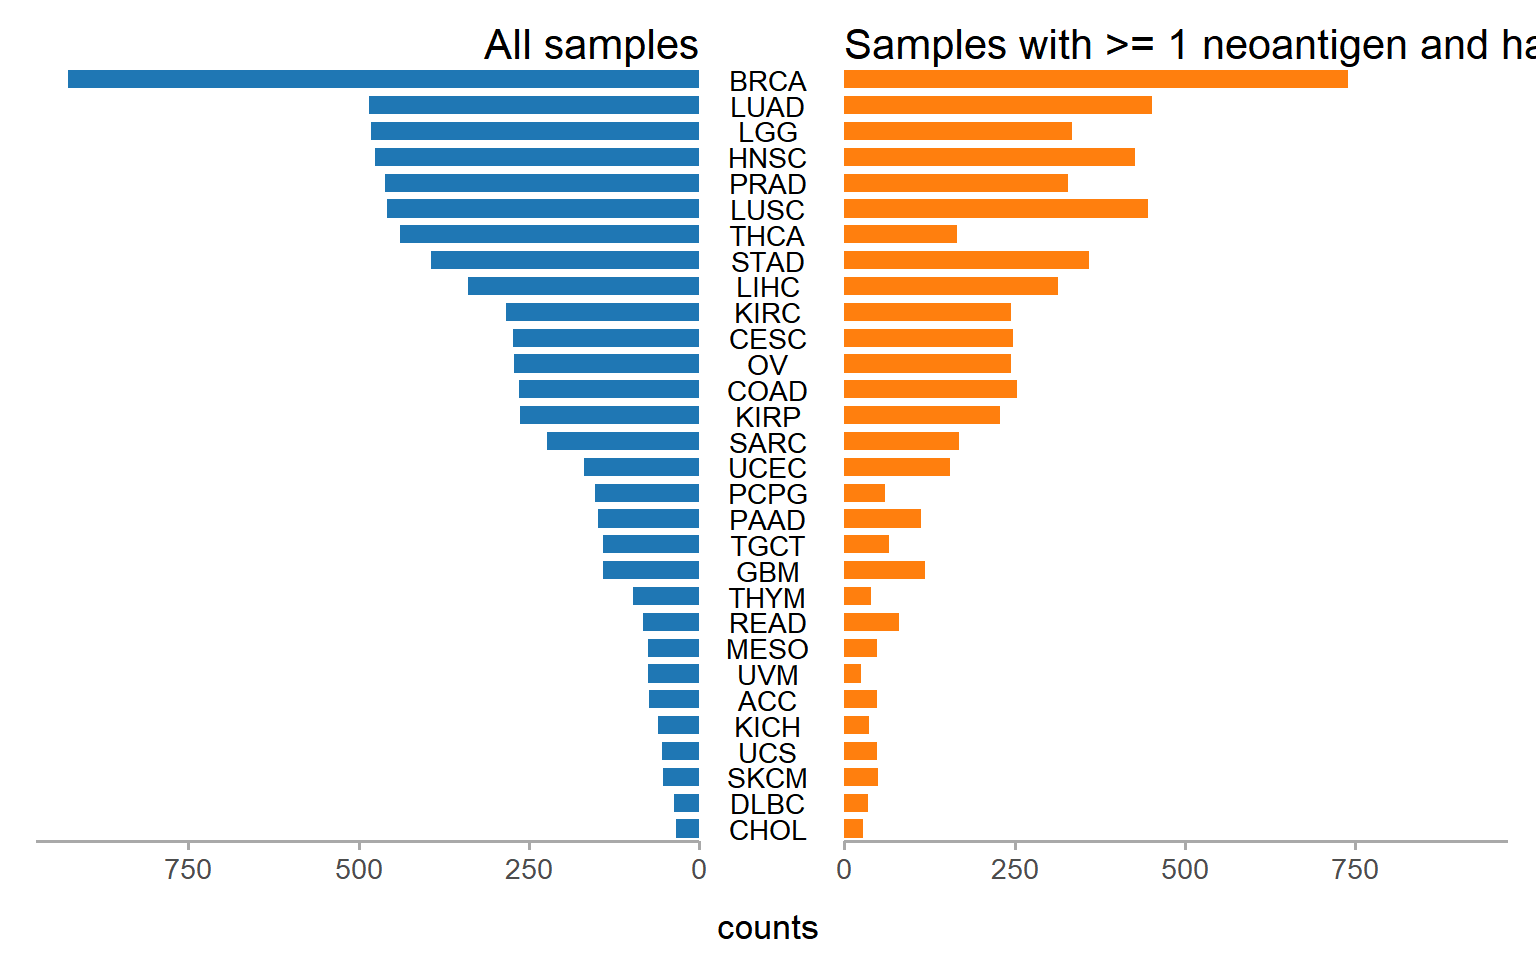 All samples
Samples with >= 1 neoantigen and ha
BRCA
LUAD
LGG
HNSC
PRAD
LUSC
THCA
STAD
LIHC
KIRC
CESC
OV
COAD
KIRP
SARC
UCEC
PCPG
PAAD
TGCT
GBM
THYM
READ
MESO
UVM
ACC
KICH
UCS
SKCM
DLBC
CHOL
750 500 250 0
0 250 500 750
counts